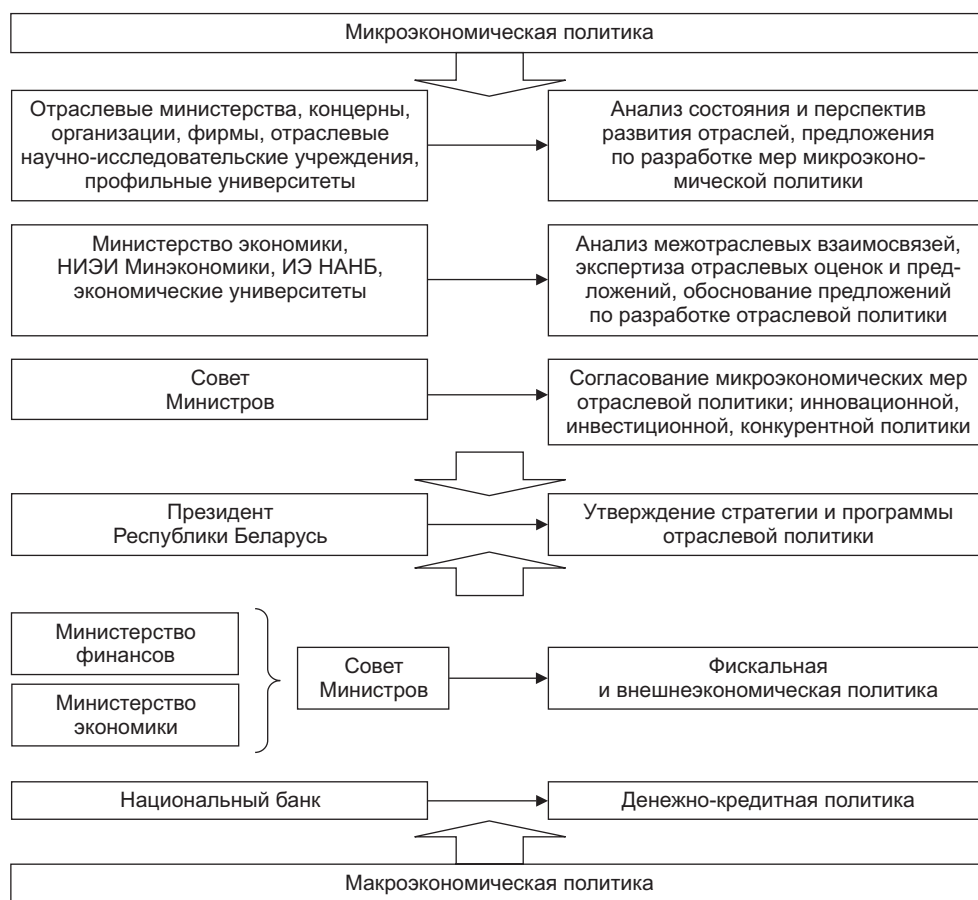 Микроэкономическая политика
Отраслевые министерства, концерны,
организации, фирмы, отраслевые
научно-исследовательские учреждения,
профильные университеты
Анализ состояния и перспектив
развития отраслей, предложения
по разработке мер микроэконо-
мической политики
Министерство экономики,
НИЭИ Минэкономики, ИЭ НАНБ,
экономические университеты
Анализ межотраслевых взаимосвязей,
экспертиза отраслевых оценок и пред-
ложений, обоснование предложений
по разработке отраслевой политики
Совет
Министров
Согласование микроэкономических мер
отраслевой политики; инновационной,
инвестиционной, конкурентной политики
Президент
Республики Беларусь
Утверждение стратегии и программы
отраслевой политики
Министерство
финансов
Министерство
экономики
Совет
Министров
Фискальная
и внешнеэкономическая политика
Национальный банк
Денежно-кредитная политика
Макроэкономическая политика